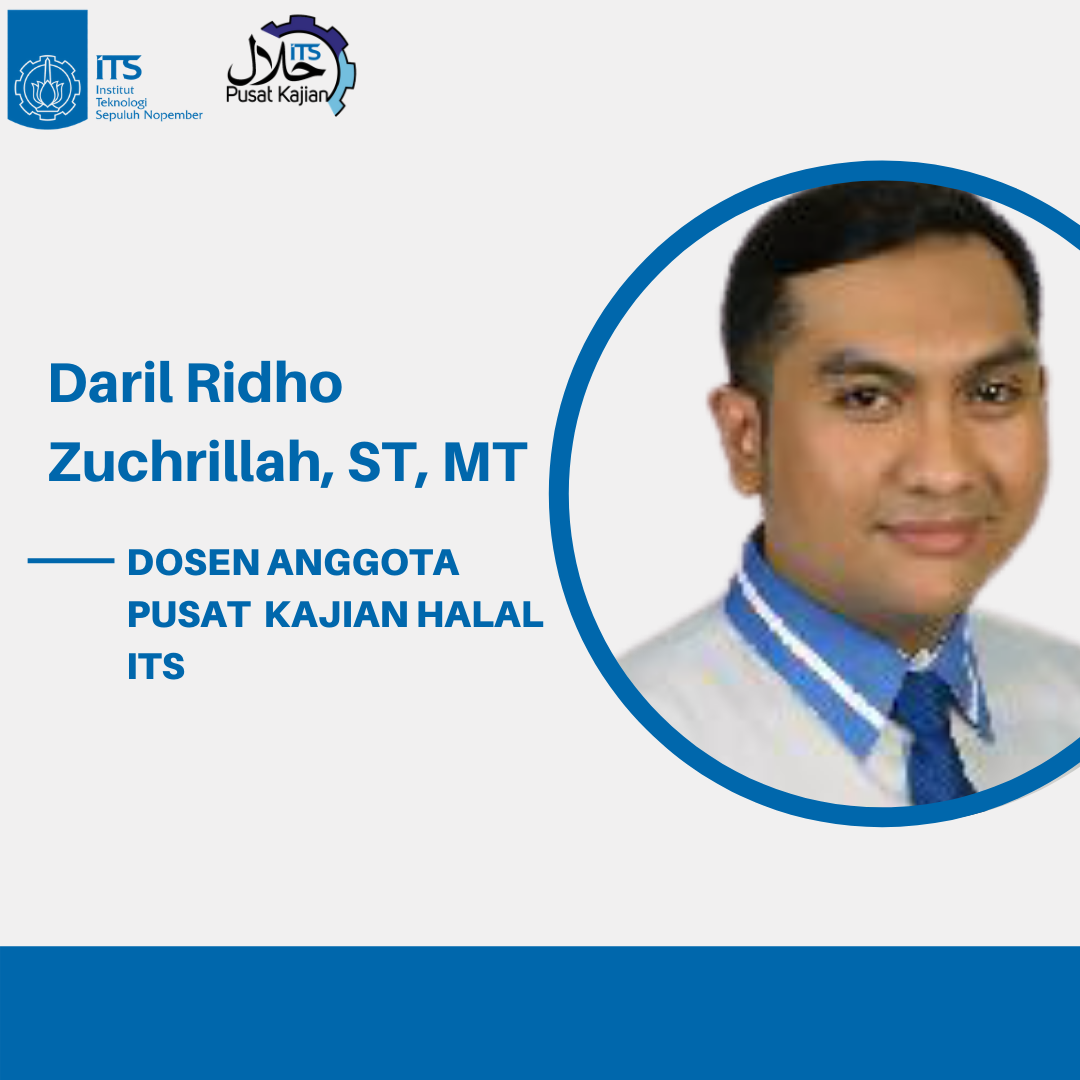 iTS
Institut
Teknologi
Sepuluh Nopember
iTS
حلال
Pusat Kajian
Daril Ridho
Zuchrillah, ST, MT
DOSEN ANGGOTA
PUSAT KAJIAN HALAL
ITS